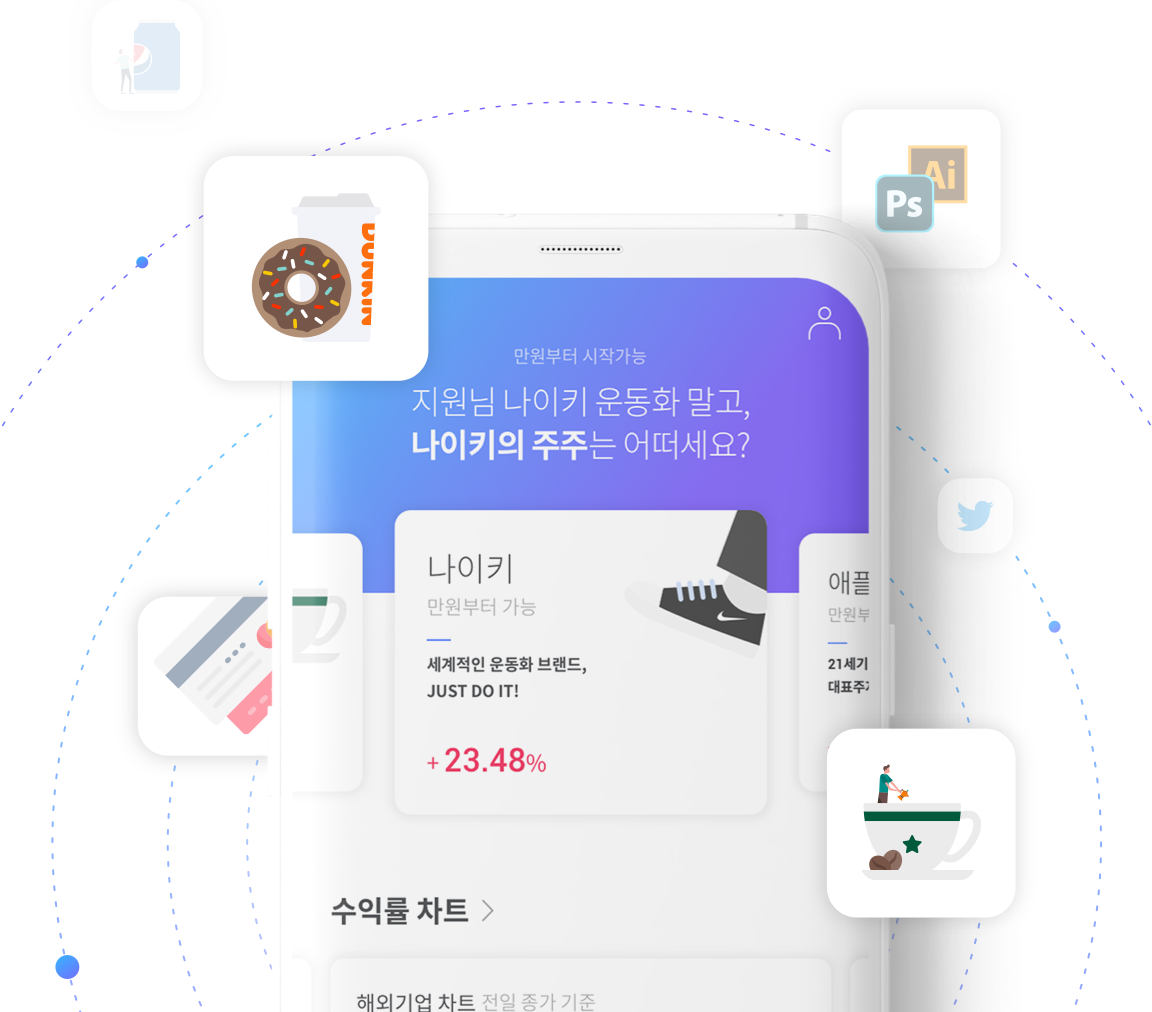 Ai
Ps
DUNKIN
만원부터 시작가능
지원님 나이키 운동화 말고,
나이키의 주주는 어떠세요?
나이키
만원부터 가능
세계적인 운동화 브랜드,
JUST DO IT!
+ 23.48%
애플
만원부
21세기
대표주
수익률 차트 >
해외기업 차트 전일 종가 기준